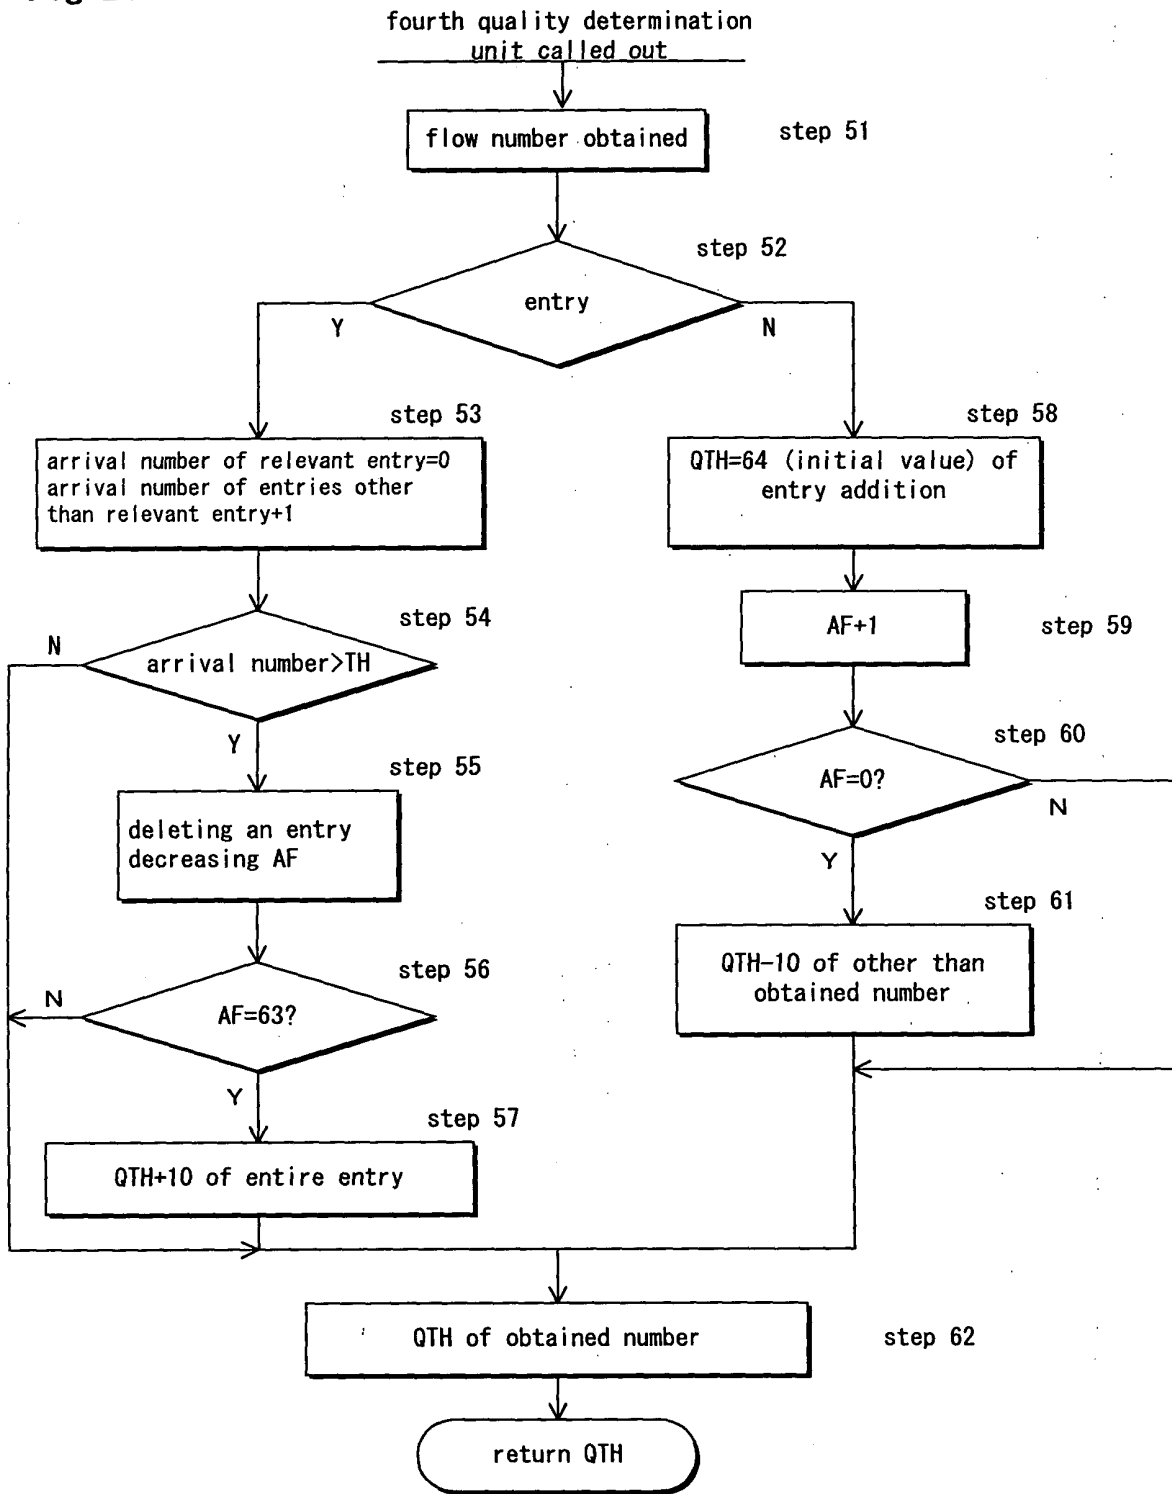 fourth quality determination
unit called out
flow number obtained
step 51
step 52
entry
Y
N
step 53
step 58
arrival number of relevant entry=0
arrival number of entries other
than relevant entry+1
QTH=64 (initial value) of
entry addition
step 54
N
arrival number>TH
AF+1
step 59
Y
step 55
step 60
AF=0?
N
deleting an entry
decreasing AF
Y
step 61
step 56
QTH-10 of other than
obtained number
N
AF=63?
Y
step 57
QTH+10 of entire entry
QTH of obtained number
step 62
return QTH